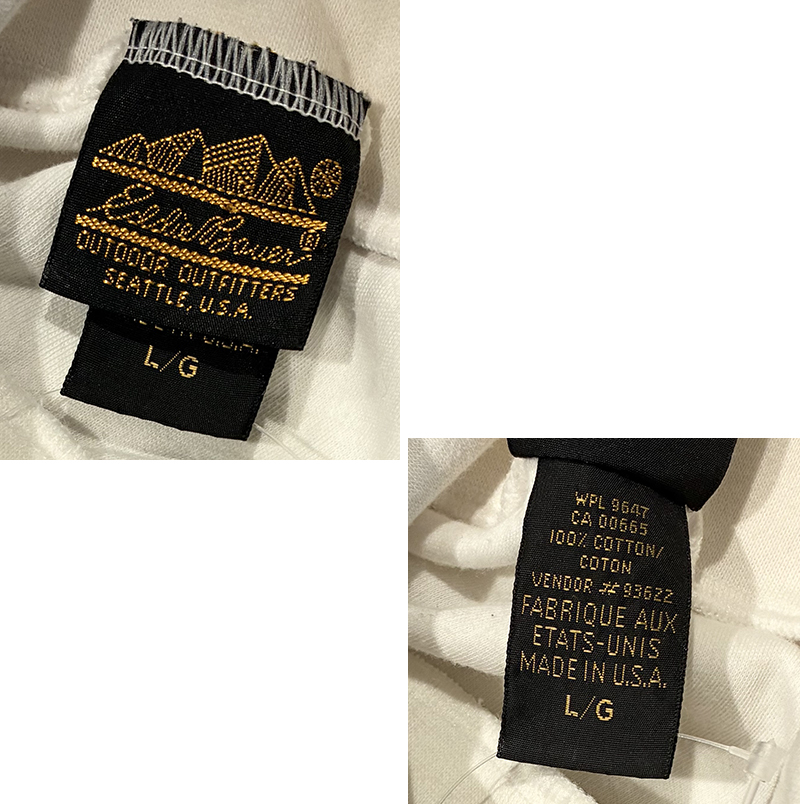 Eddie Bauer®
OUTDOOR OUTFITTERS
SEATTLE, U.S.A.
L/G
WPL 9647
CA 00665
100% COTTON/
COTON
VENDOR # 93622
FABRIQUE AUX
ETATS-UNIS
MADE IN U.S.A.
L/G